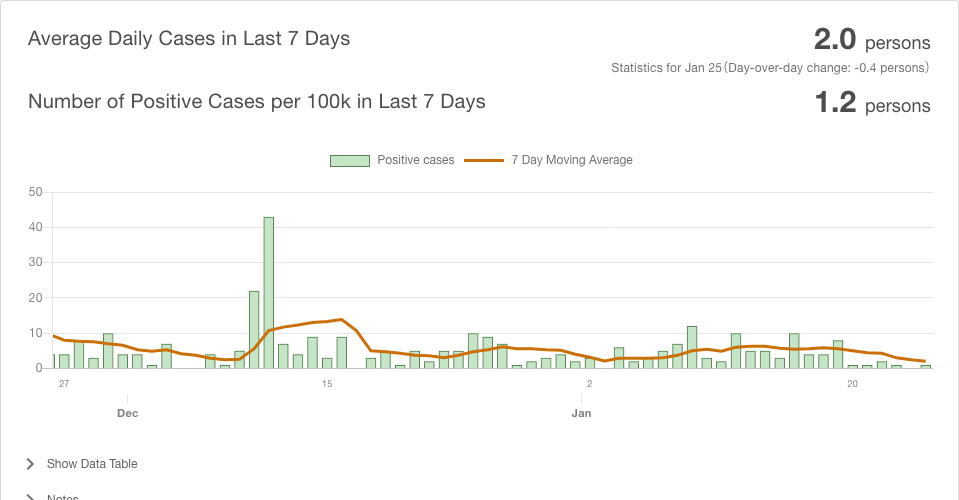 Average Daily Cases in Last 7 Days
2.0 persons
Statistics for Jan 25(Day-over-day change: -0.4 persons)
Number of Positive Cases per 100k in Last 7 Days
1.2 persons
Positive cases
7 Day Moving Average
50
40
30
20
10
0
27
15
2
20
Dec
Jan
Show Data Table
Notes